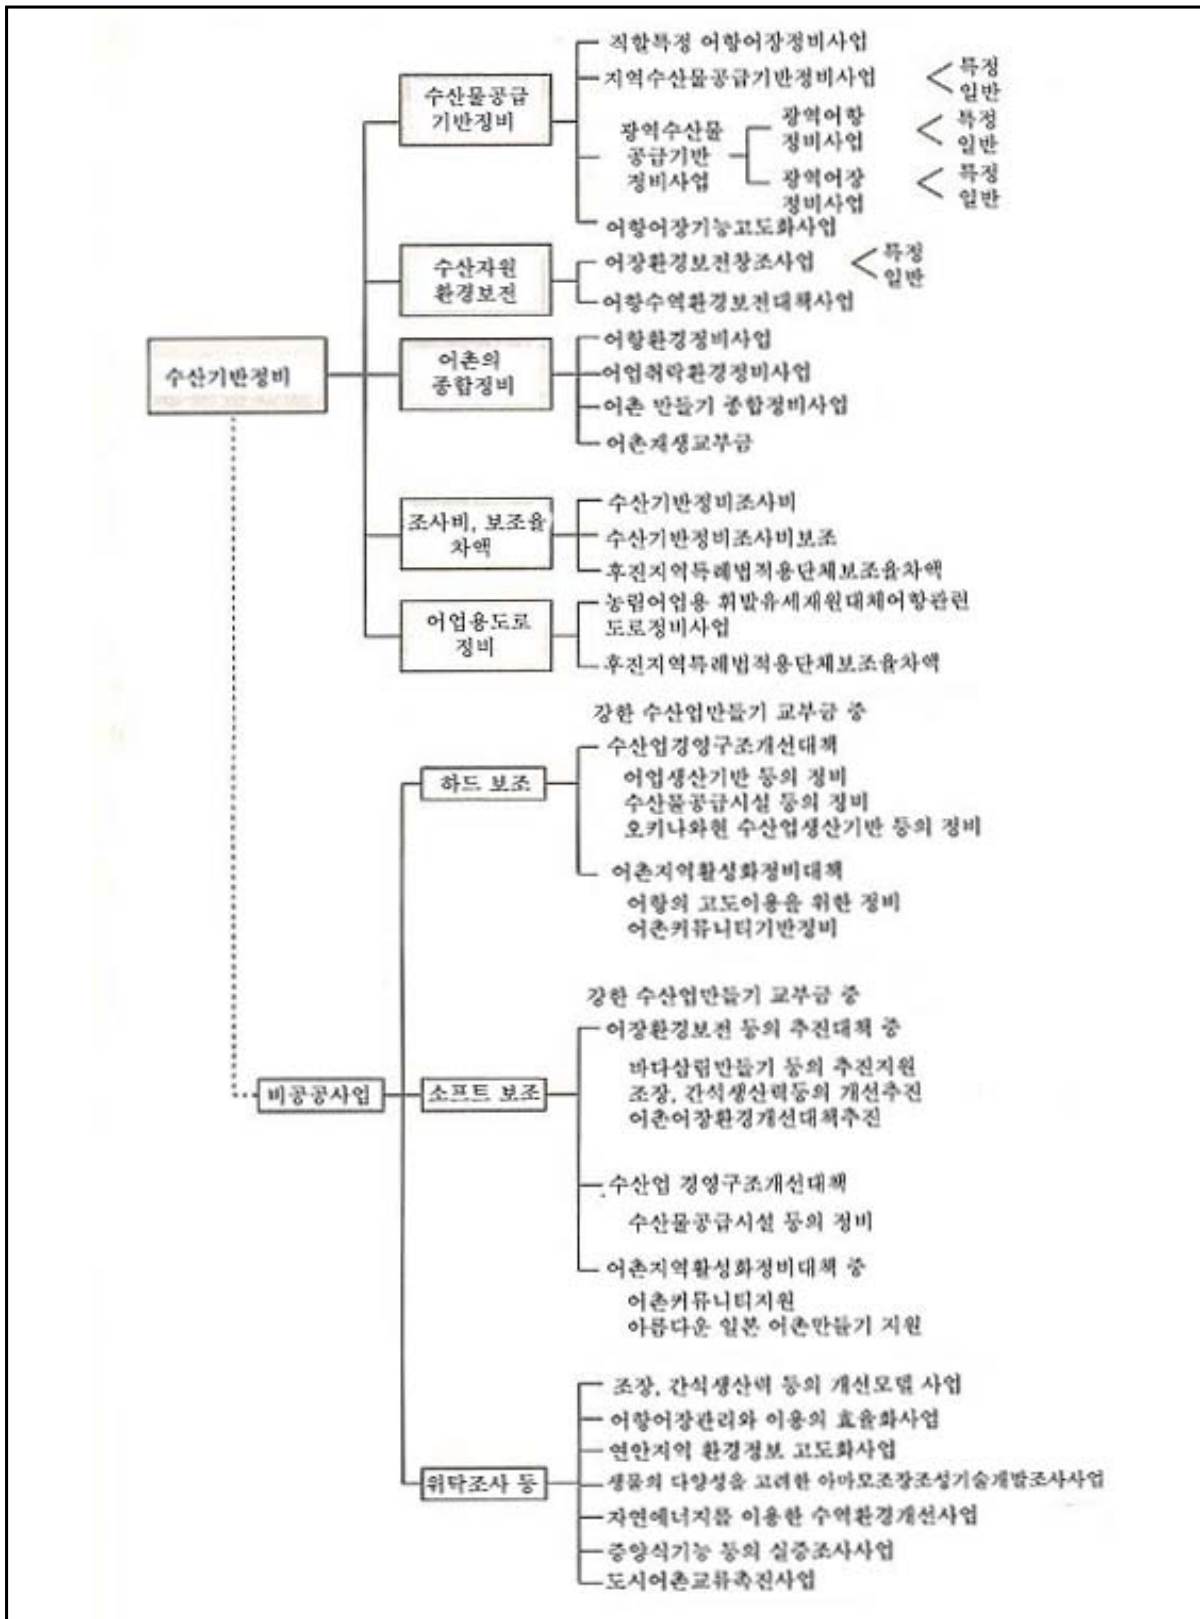 수산기반정비
수산물공급
기반정비
직할특정 어항어장정비사업
지역수산물공급기반정비사업
특정
일반
광역수산물
공급기반
정비사업
광역어항
정비사업
특정
일반
광역어장
정비사업
특정
일반
어항어장기능고도화사업
수산자원
환경보전
어장환경보전창조사업
특정
일반
어항수역환경보전대책사업
어촌의
종합정비
어항환경정비사업
어업취락환경정비사업
어촌 만들기 종합정비사업
어촌재생교부금
조사비, 보조율
차액
수산기반정비조사비
수산기반정비조사비보조
후진지역특례법적용단체보조율차액
어업용도로
정비
농림어업용 휘발유세재원대체어항관련
도로정비사업
후진지역특례법적용단체보조율차액
비공공사업
하드 보조
강한 수산업만들기 교부금 중
수산업경영구조개선대책
어업생산기반 등의 정비
수산물공급시설 등의 정비
오키나와현 수산업생산기반 등의 정비
어촌지역활성화정비대책
어항의 고도이용을 위한 정비
어촌커뮤니티기반정비
소프트 보조
강한 수산업만들기 교부금 중
어장환경보전 등의 추진대책 중
바다삼림만들기 등의 추진지원
조장, 간석생산력등의 개선추진
어촌어장환경개선대책추진
수산업 경영구조개선대책
수산물공급시설 등의 정비
어촌지역활성화정비대책 중
어촌커뮤니티지원
아름다운 일본 어촌만들기 지원
위탁조사 등
조장, 간석생산력 등의 개선모델 사업
어항어장관리와 이용의 효율화사업
연안지역 환경정보 고도화사업
생물의 다양성을 고려한 아마모조장조성기술개발조사사업
자연에너지를 이용한 수역환경개선사업
증양식기능 등의 실증조사사업
도시어촌교류촉진사업